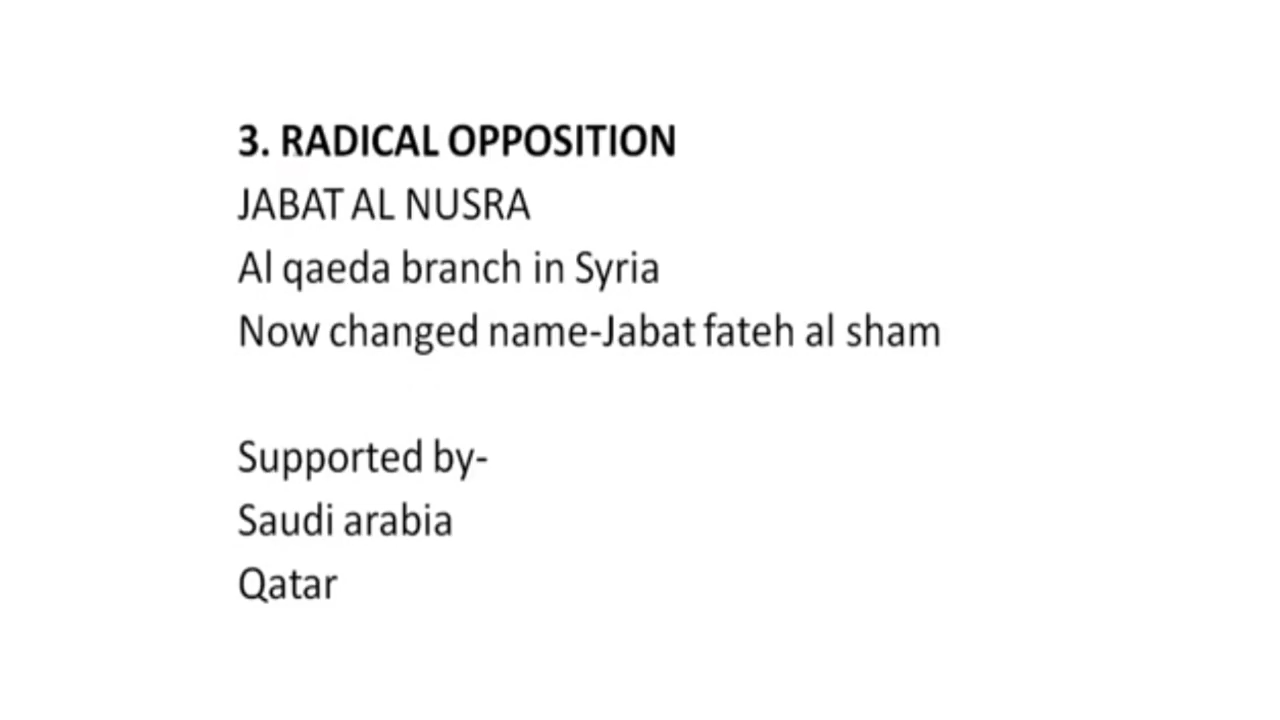 3. RADICAL OPPOSITION
JABAT AL NUSRA
Al qaeda branch in Syria
Now changed name-Jabat fateh al sham
Supported by-
Saudi arabia
Qatar